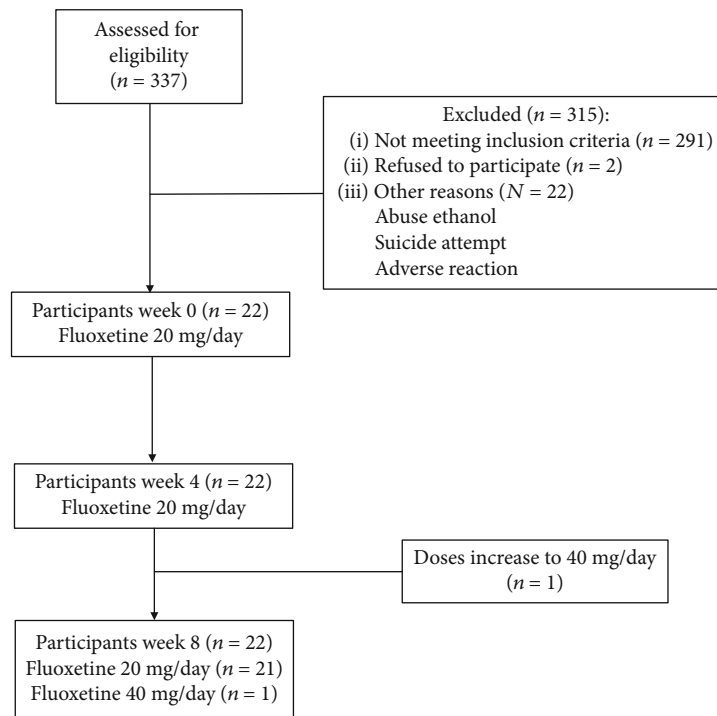 Assessed for
eligibility
(n = 337)
Excluded (n = 315):
(i) Not meeting inclusion criteria (n = 291)
(ii) Refused to participate (n = 2)
(iii) Other reasons (N = 22)
Abuse ethanol
Suicide attempt
Adverse reaction
Participants week 0 (n = 22)
Fluoxetine 20 mg/day
Participants week 4 (n = 22)
Fluoxetine 20 mg/day
Doses increase to 40 mg/day
(n = 1)
Participants week 8 (n = 22)
Fluoxetine 20 mg/day (n = 21)
Fluoxetine 40 mg/day (n = 1)